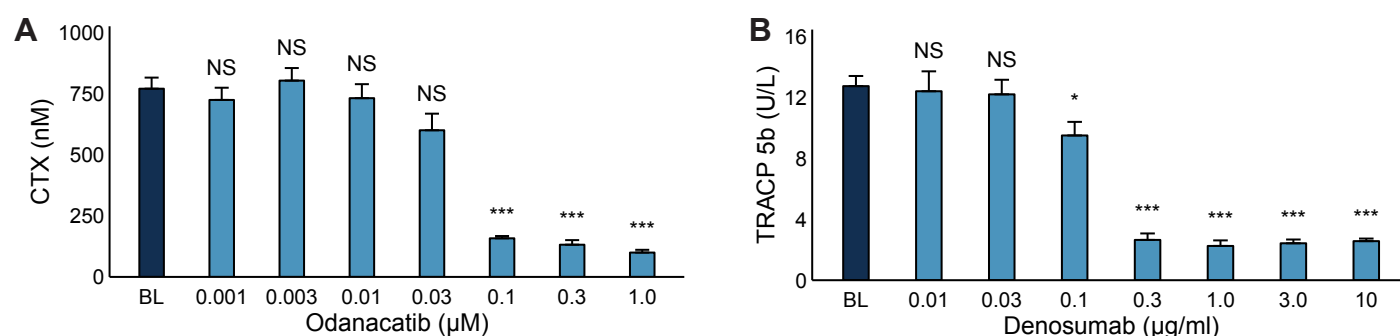 A
CTX (nM)
1000
750
500
250
0
NS
NS
NS
NS
***
***
***
BL 0.001 0.003 0.01 0.03 0.1 0.3 1.0
Odanacatib (µM)
B
TRACP 5b (U/L)
16
12
8
4
0
NS
NS
*
***
***
***
***
BL 0.01 0.03 0.1 0.3 1.0 3.0 10
Denosumab (µg/ml)